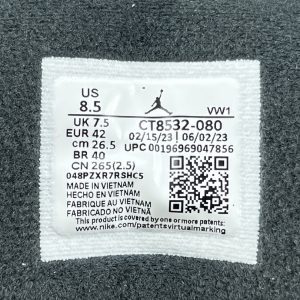 US
8.5
VW1
UK 7.5
CT8532-080
EUR 42
02/15/23 | 06/02/23
cm 26.5
UPC 00196969047856
BR 40
CN 265(2.5)
048PZXR7RSHC5
MADE IN VIETNAM
HECHO EN VIETNAM
FABRIQUE AU VIETNAM
FABRICADO NO VIETNÃ
This product is covered by one or more patents:
www.nike.com/patentsvirtualmarking